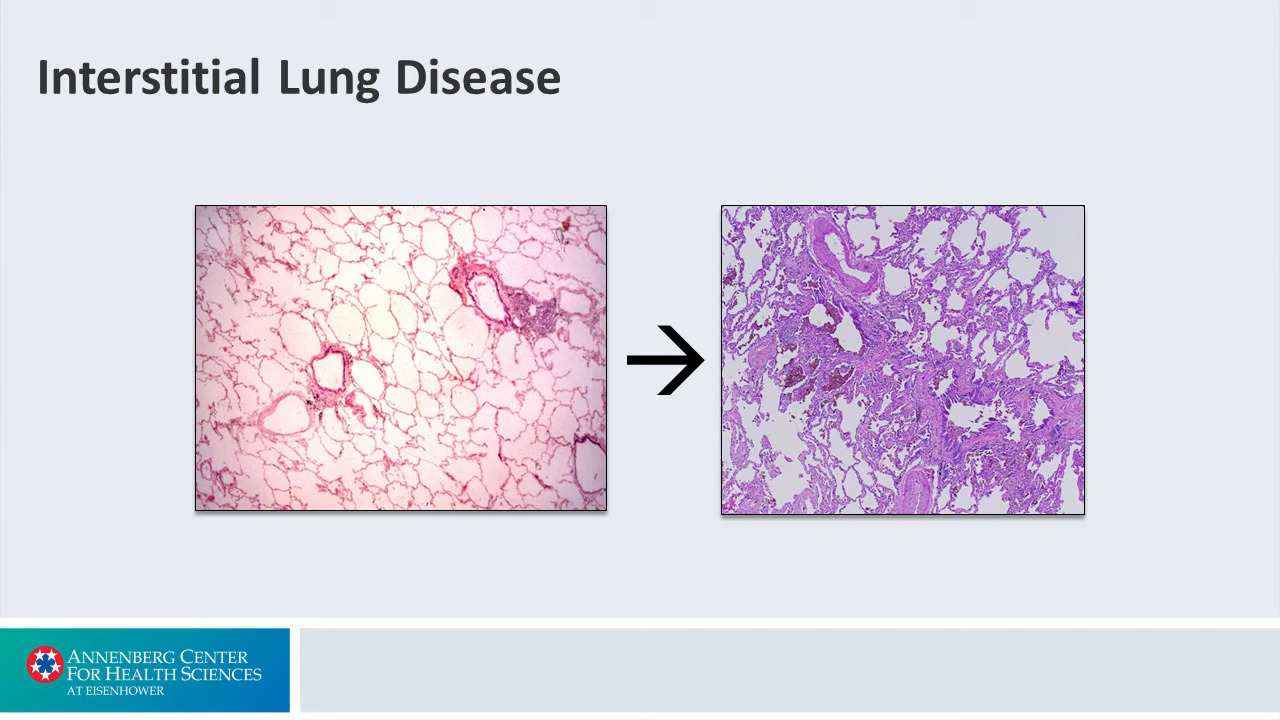 Interstitial Lung Disease
ANNENBERG CENTER
FOR HEALTH SCIENCES
AT EISENHOWER